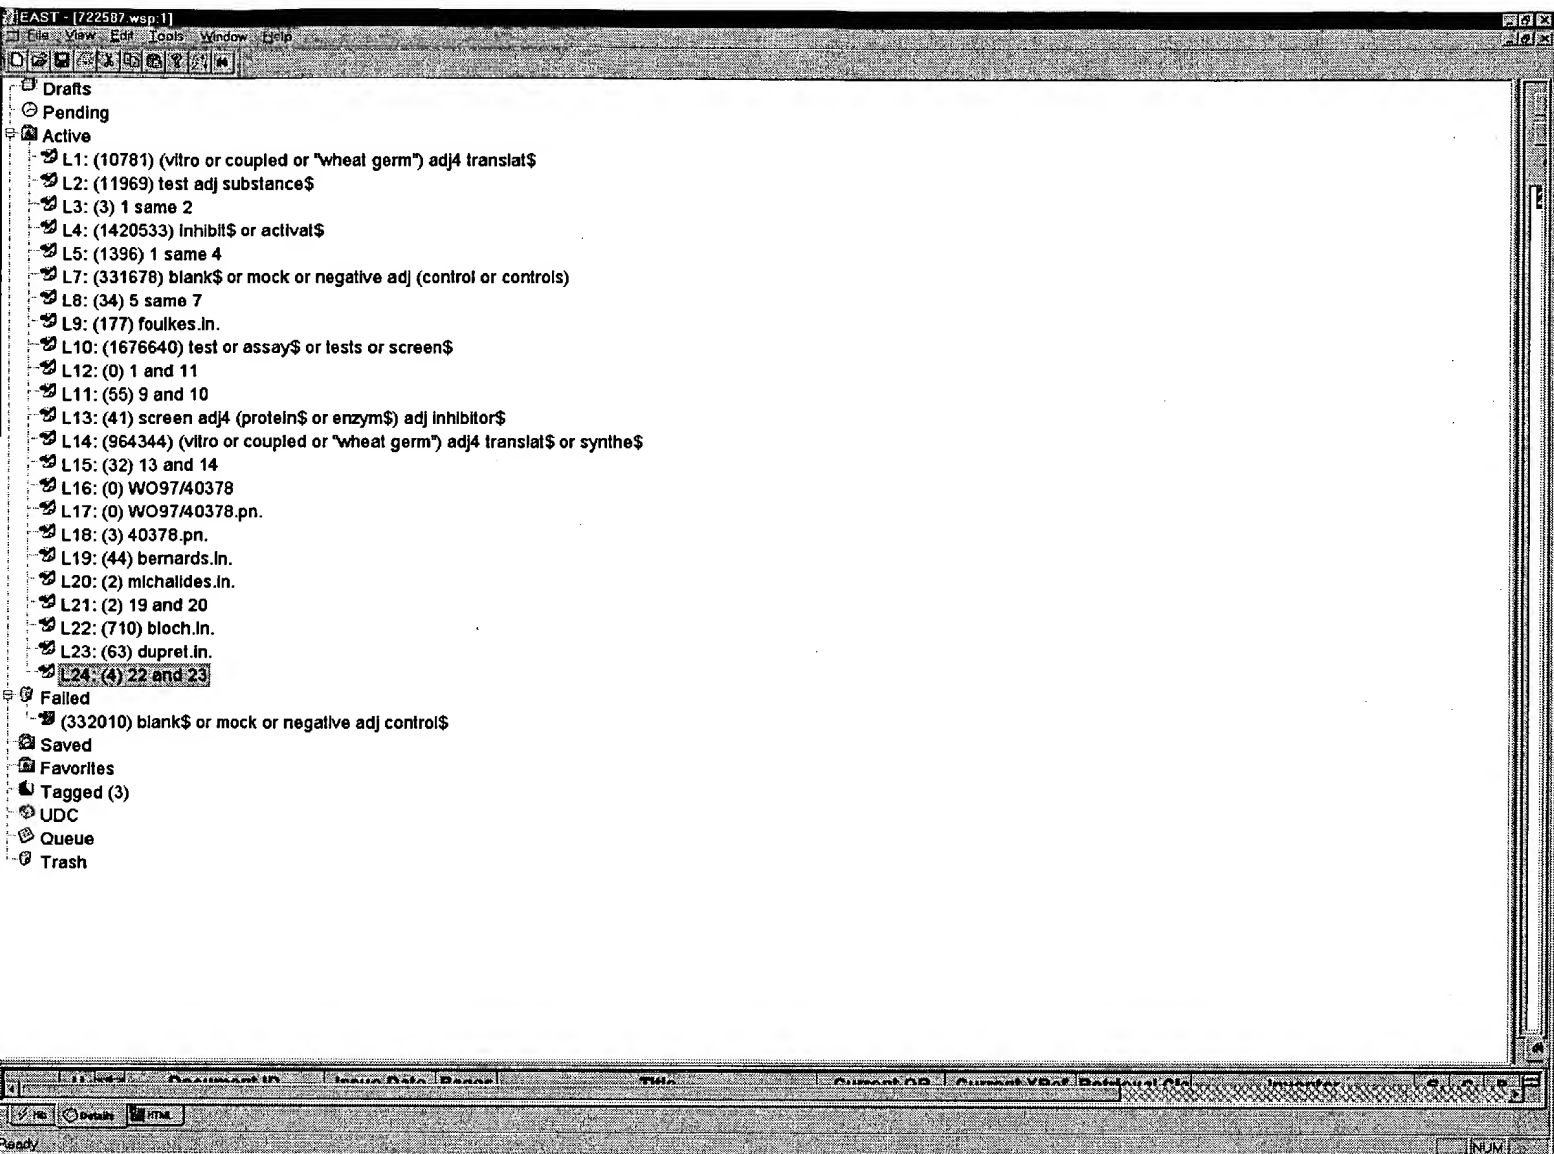 EAST - [722587.wsp:1]
File View Edit Tools Window Help
Drafts
Pending
Active
L1: (10781) (vitro or coupled or "wheat germ") adj4 translat$
L2: (11969) test adj substance$
L3: (3) 1 same 2
L4: (1420533) inhibit$ or activat$
L5: (1396) 1 same 4
L7: (331678) blank$ or mock or negative adj (control or controls)
L8: (34) 5 same 7
L9: (177) foulkes.in.
L10: (1676640) test or assay$ or tests or screen$
L12: (0) 1 and 11
L11: (55) 9 and 10
L13: (41) screen adj4 (protein$ or enzym$) adj inhibitor$
L14: (964344) (vitro or coupled or "wheat germ") adj4 translat$ or synthe$
L15: (32) 13 and 14
L16: (0) WO97/40378
L17: (0) WO97/40378.pn.
L18: (3) 40378.pn.
L19: (44) bernards.in.
L20: (2) michalides.in.
L21: (2) 19 and 20
L22: (710) bloch.in.
L23: (63) dupret.in.
L24: (4) 22 and 23
Failed
(332010) blank$ or mock or negative adj control$
Saved
Favorites
Tagged (3)
UDC
Queue
Trash
Document ID Issue Date Pages Title Current OR Current XRef Retrieval Cla Inventor
Hits Details HTML
Ready NUM